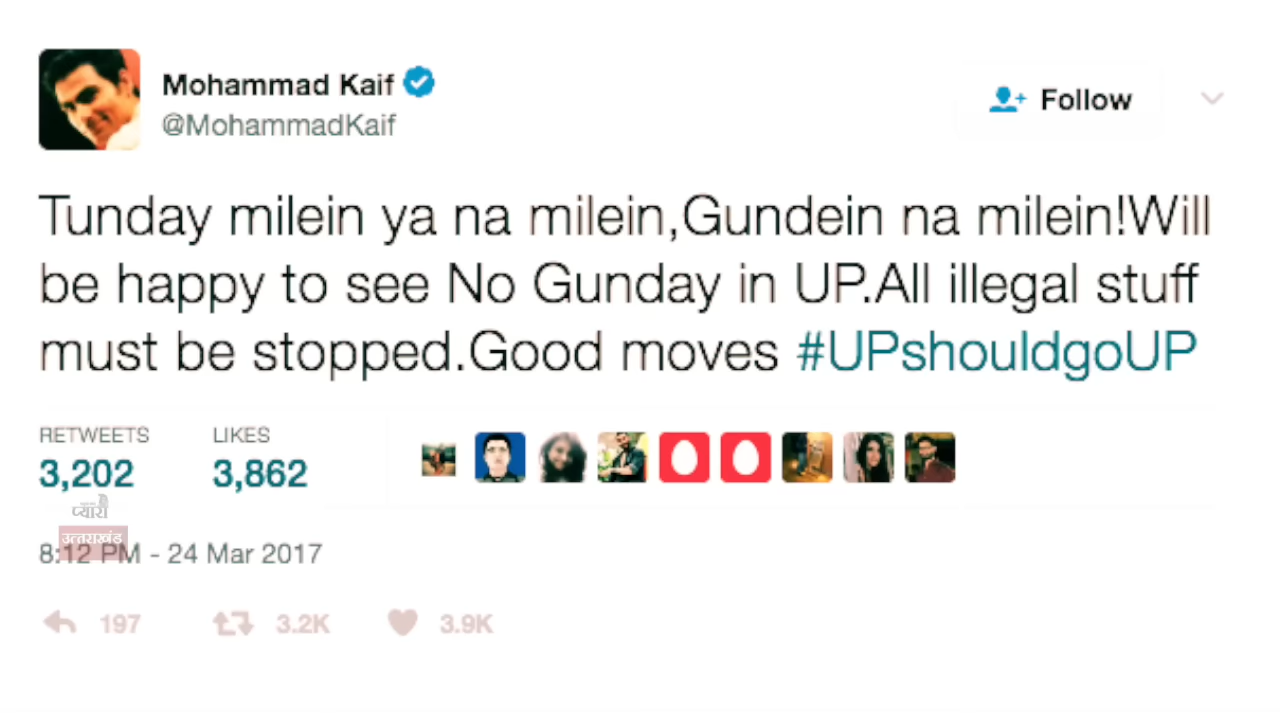 Mohammad Kaif
@MohammadKaif
Follow
Tunday milein ya na milein,Gundein na milein!Will
be happy to see No Gunday in UP.All illegal stuff
must be stopped.Good moves #UPshouldgoUP
RETWEETS LIKES
3,202 3,862
प्यारो
उत्तराखंड
8:12 PM - 24 Mar 2017
197 3.2K 3.9K